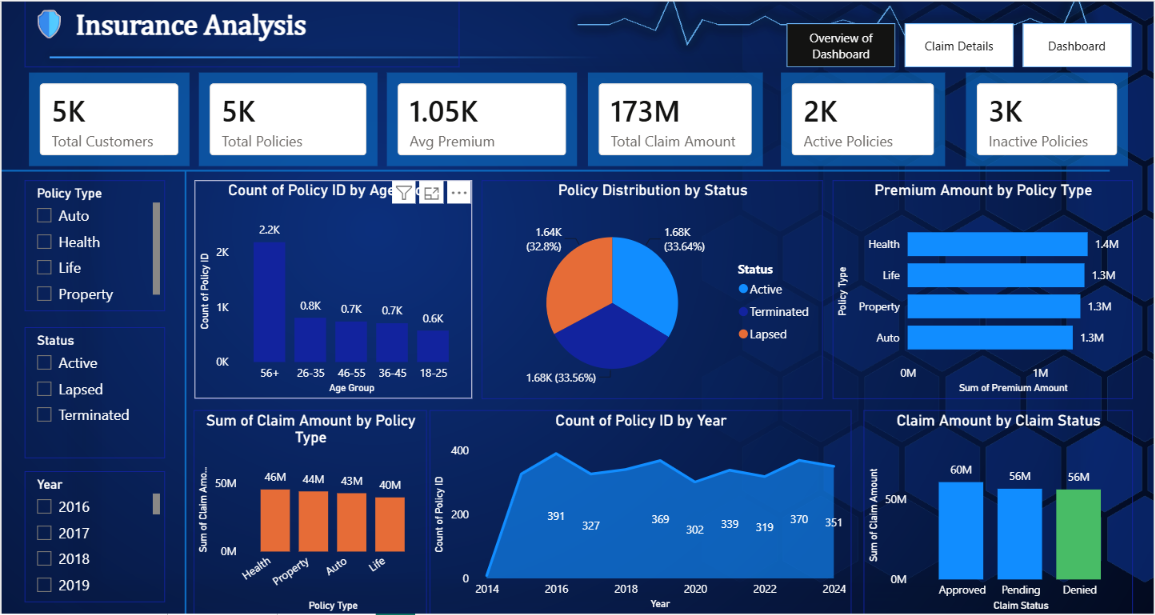 Insurance Analysis
Overview of
Dashboard
Claim Details
Dashboard
5K
Total Customers
5K
Total Policies
1.05K
Avg Premium
173M
Total Claim Amount
2K
Active Policies
3K
Inactive Policies
Policy Type
Auto
Health
Life
Property
Status
Active
Lapsed
Terminated
Year
2016
2017
2018
2019
Count of Policy ID by Age
Count of Policy ID
2K
1K
0K
2.2K
0.8K
0.7K
0.7K
0.6K
56+
26-35
46-55
36-45
18-25
Age Group
Policy Distribution by Status
1.64K
(32.8%)
1.68K
(33.64%)
1.68K (33.56%)
Status
Active
Terminated
Lapsed
Premium Amount by Policy Type
Policy Type
Health
1.4M
Life
1.3M
Property
1.3M
Auto
1.3M
0M
1M
Sum of Premium Amount
Sum of Claim Amount by Policy
Type
Sum of Claim Amo...
50M
0M
46M
44M
43M
40M
Health
Property
Auto
Life
Policy Type
Count of Policy ID by Year
Count of Policy ID
400
200
0
391
327
369
302
339
319
370
351
2014
2016
2018
2020
2022
2024
Year
Claim Amount by Claim Status
Sum of Claim Amount
50M
0M
60M
56M
56M
Approved
Pending
Denied
Claim Status